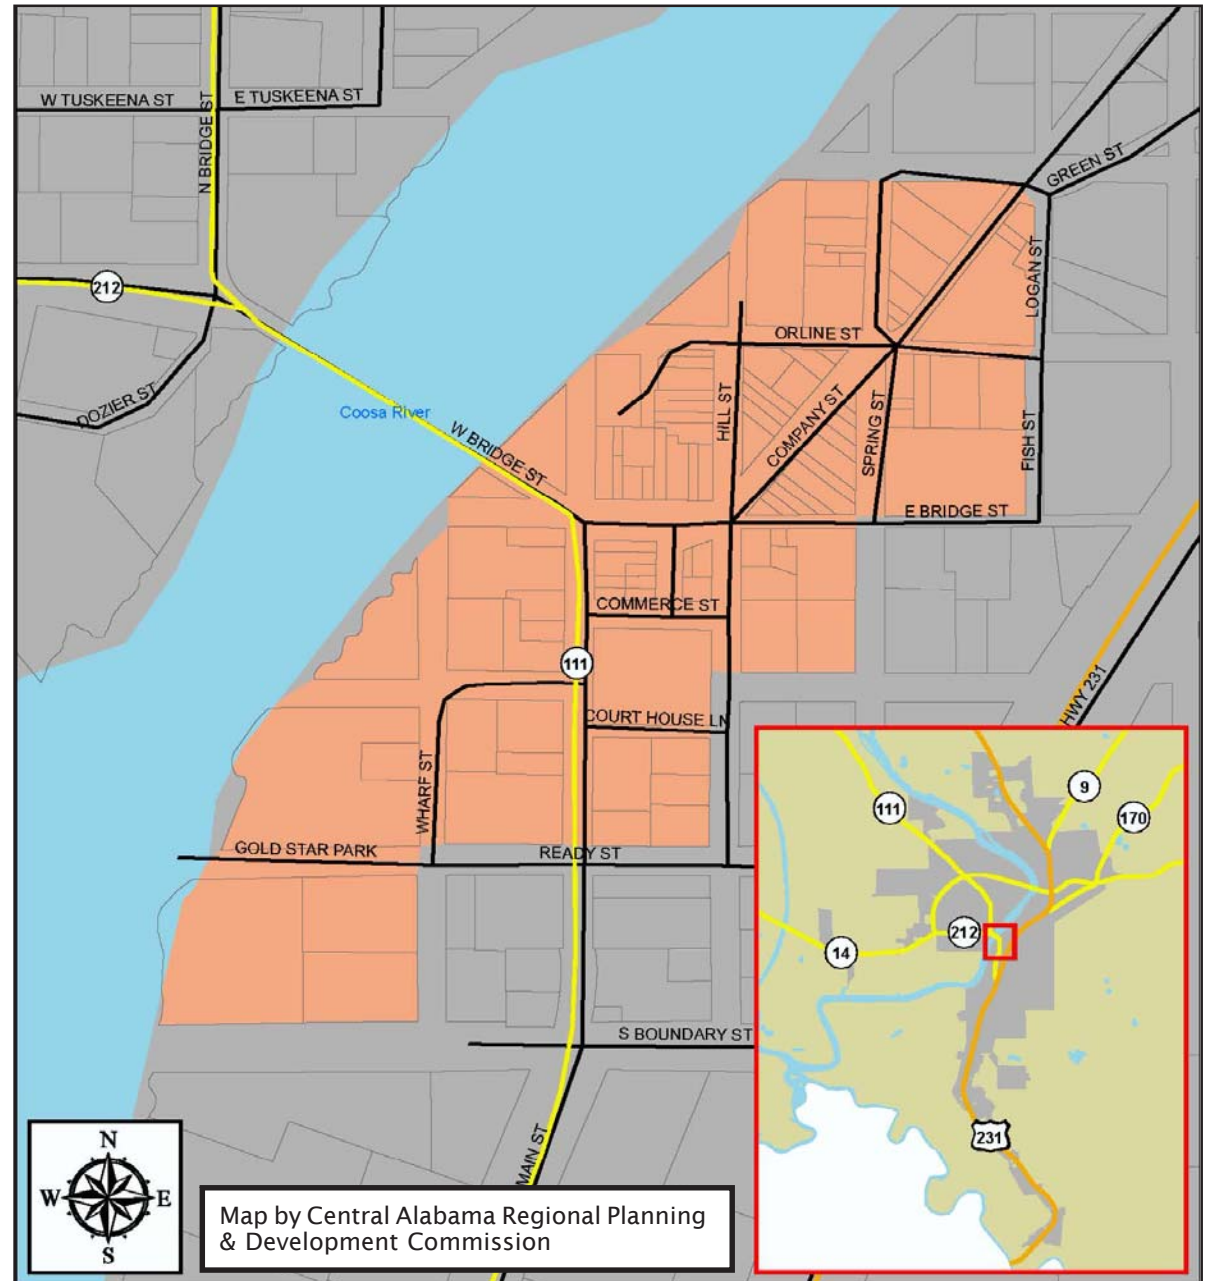 W TUSKEENA ST
E TUSKEENA ST
N BRIDGE ST
GREEN ST
LOGAN ST
212
ORLINE ST
DOZIER ST
Coosa River
W BRIDGE ST
HILL ST
COMPANY ST
SPRING ST
FISH ST
E BRIDGE ST
COMMERCE ST
111
HWY 231
COURT HOUSE LN
WHARF ST
GOLD STAR PARK
READY ST
S BOUNDARY ST
MAIN ST
9
111
170
212
14
231
N
W
E
S
Map by Central Alabama Regional Planning
& Development Commission